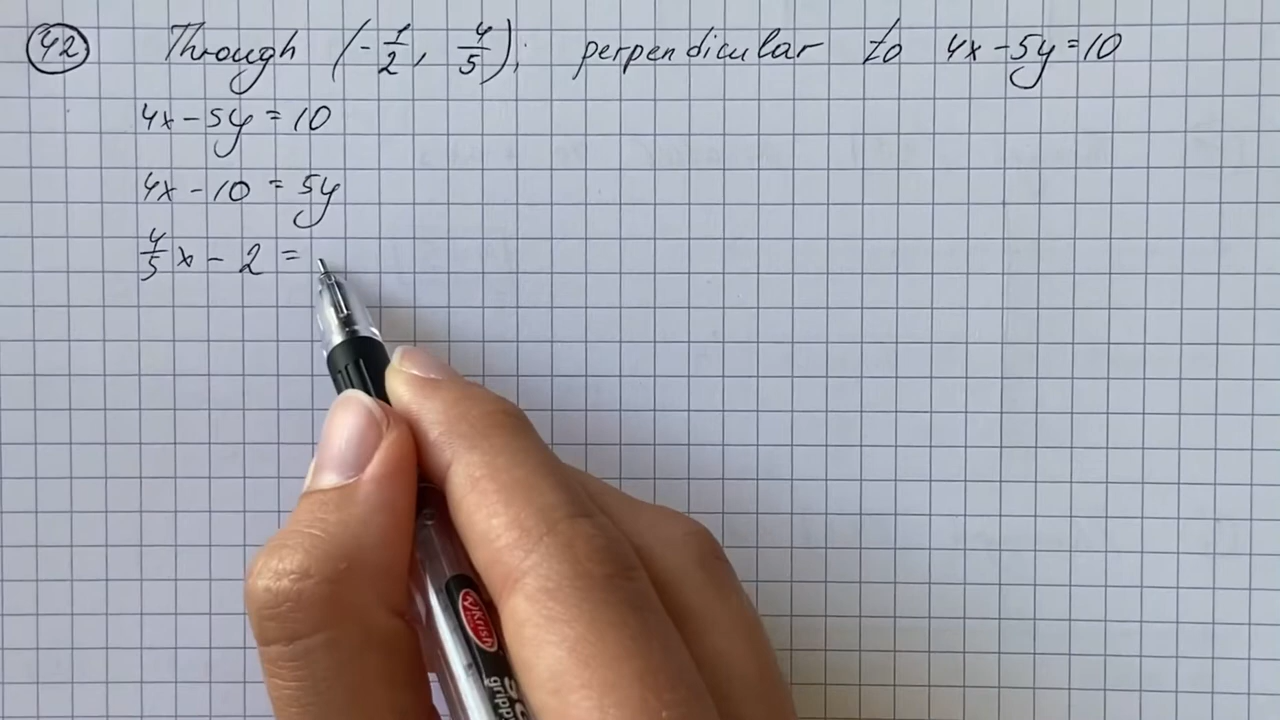 42 Through (-1/2, 4/5); perpendicular to 4x-5y=10
4x-5y=10
4x-10=5y
4/5x-2=
Krish